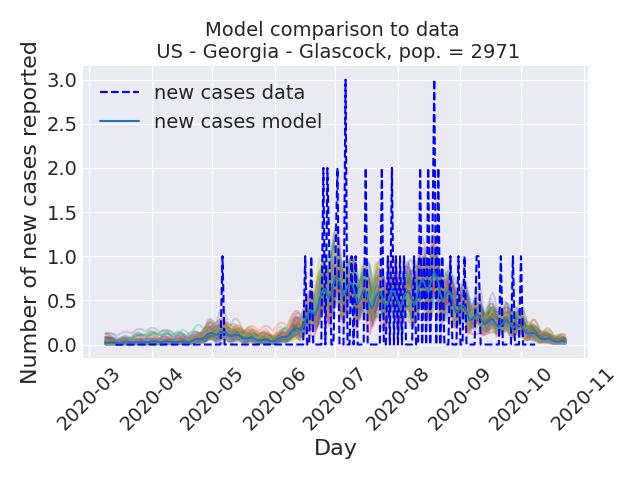 Model comparison to data
US - Georgia - Glascock, pop. = 2971
Number of new cases reported
3.0
2.5
2.0
1.5
1.0
0.5
0.0
new cases data
new cases model
2020-03
2020-04
2020-05
2020-06
2020-07
2020-08
2020-09
2020-10
2020-11
Day